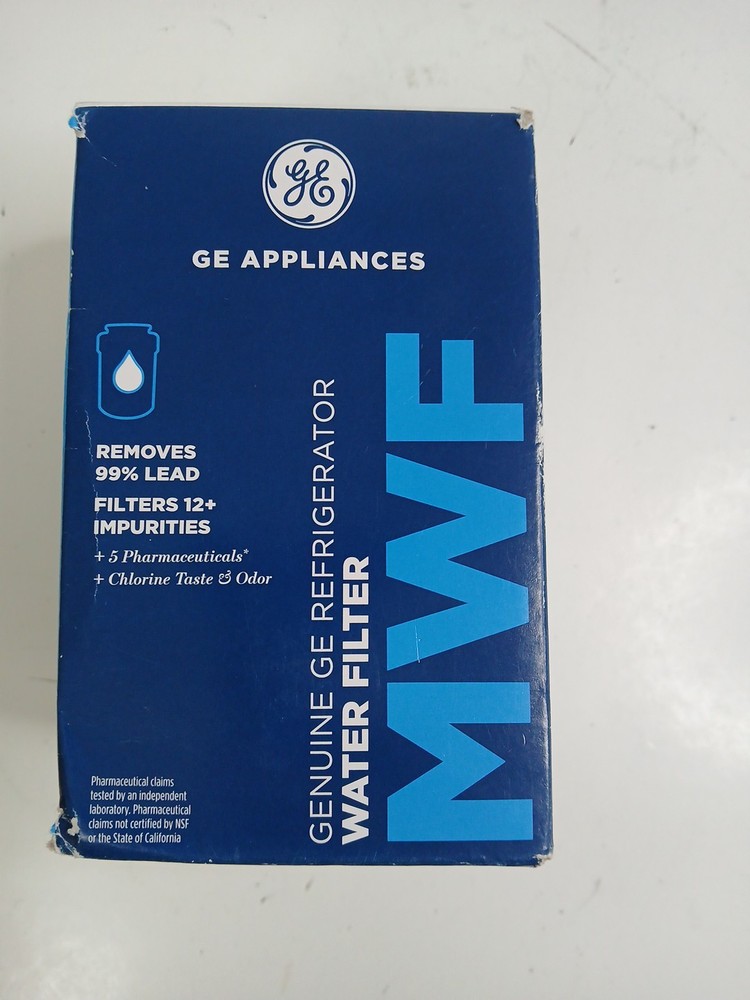 GE
GE APPLIANCES
REMOVES
99% LEAD
FILTERS 12+
IMPURITIES
+ 5 Pharmaceuticals*
+ Chlorine Taste & Odor
GENUINE GE REFRIGERATOR
WATER FILTER
MWF
Pharmaceutical claims
tested by an independent
laboratory. Pharmaceutical
claims not certified by NSF
or the State of California